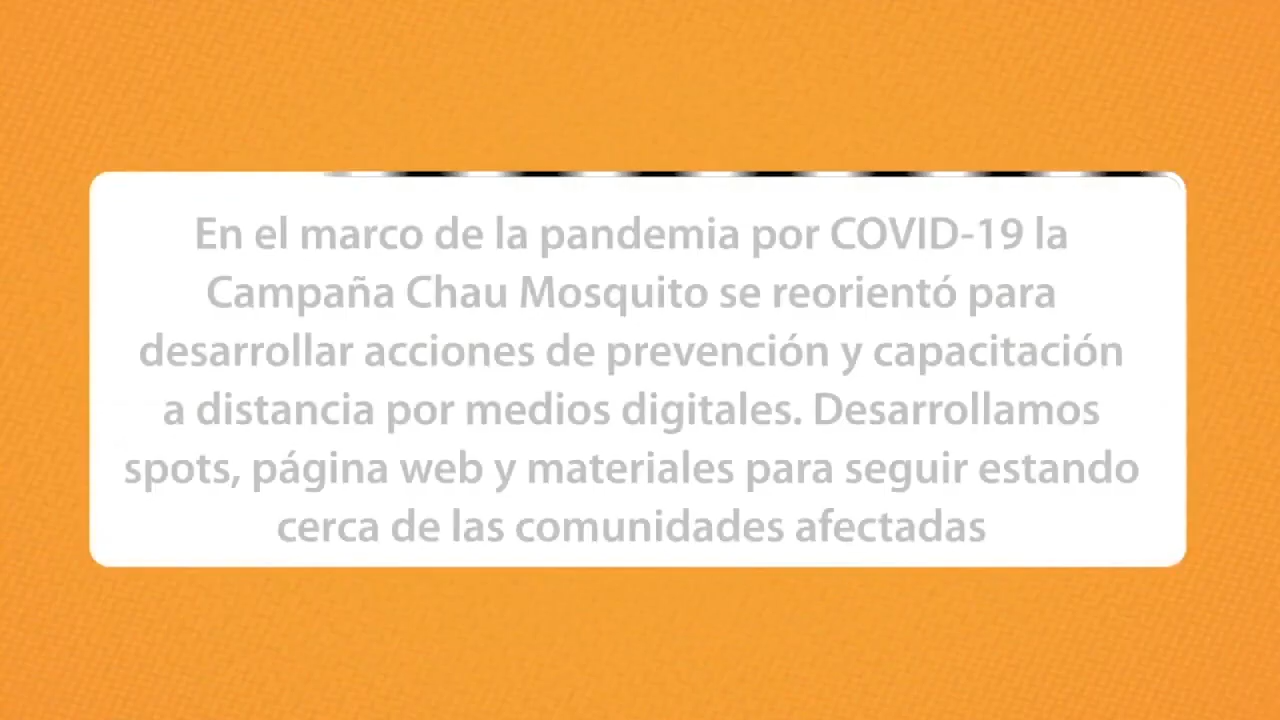 En el marco de la pandemia por COVID-19 la
Campaña Chau Mosquito se reorientó para
desarrollar acciones de prevención y capacitación
a distancia por medios digitales. Desarrollamos
spots, página web y materiales para seguir estando
cerca de las comunidades afectadas